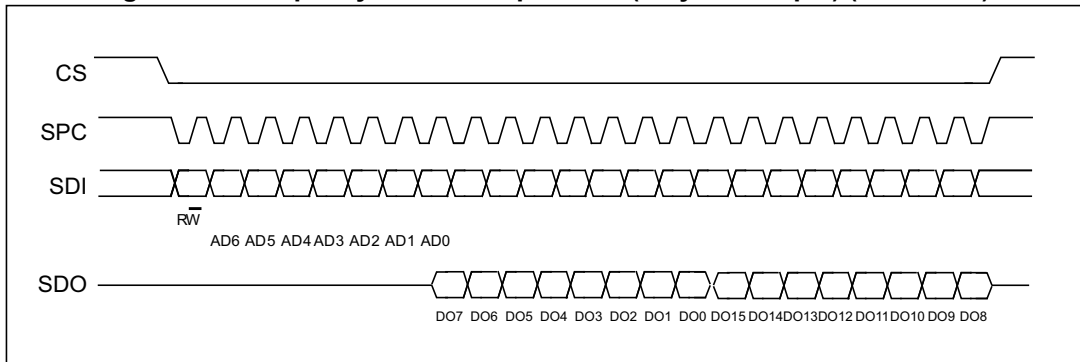 CS
SPC
SDI
RW̅
AD6 AD5 AD4 AD3 AD2 AD1 AD0
SDO
DO7 DO6 DO5 DO4 DO3 DO2 DO1 DO0 DO15 DO14 DO13 DO12 DO11 DO10 DO9 DO8